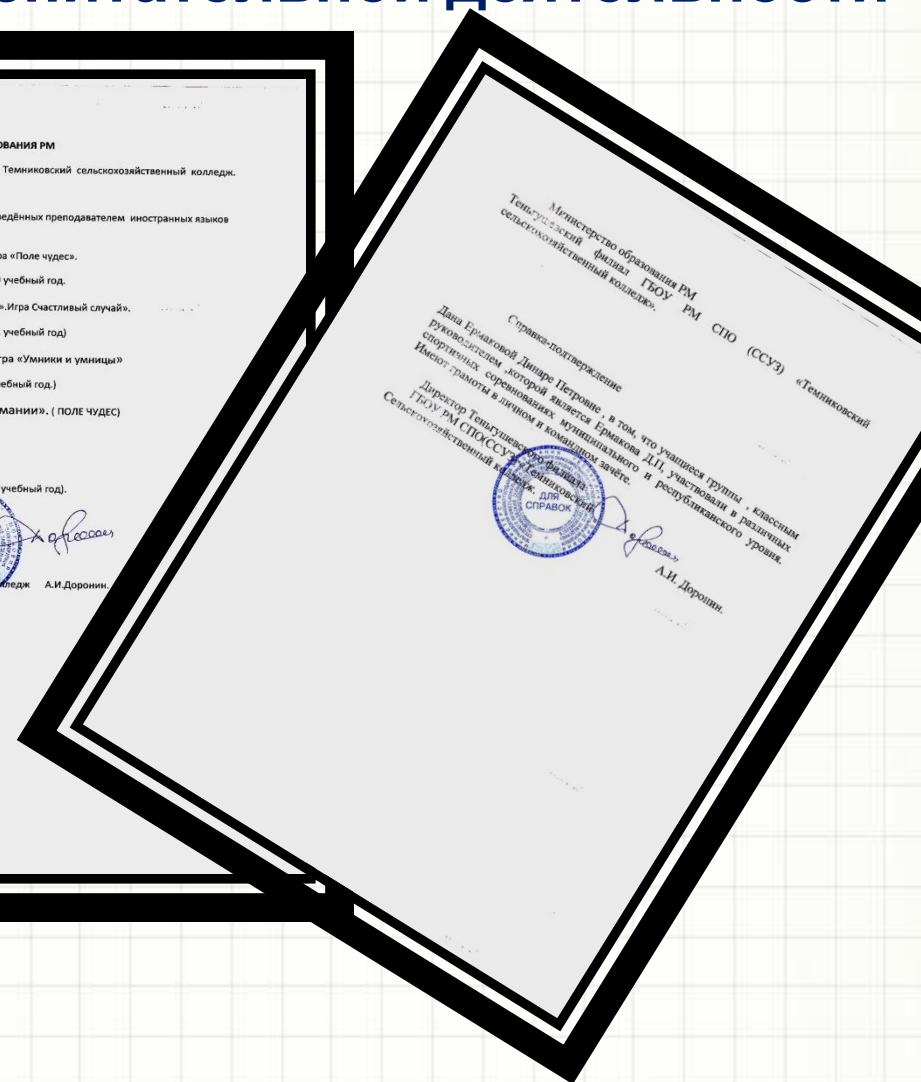 ОВАНИЯ РМ
Темниковский сельскохозяйственный колледж.
ведённых преподавателем иностранных языков
ра «Поле чудес».
учебный год.
».Игра Счастливый случай».
учебный год)
гра «Умники и умницы»
чебный год.)
мании». ( ПОЛЕ ЧУДЕС)
учебный год).
лледж А.И.Доронин.
Министерство образования РМ
Теньгушевский филиал ГБОУ РМ СПО (ССУЗ) «Темниковский
сельскохозяйственный колледж».
Справка-подтверждение
Дана Ермаковой Динаре Петровне , в том, что учащиеся группы , классным
руководителем ,которой является Ермакова Д.П, участвовали в различных
спортичных соревнованиях муниципального и республиканского уровня.
Имеют грамоты в личном и командном зачёте.
Директор Теньгушевского филиала
ГБОУ РМ СПО(ССУЗ) «Темниковский
Сельскохозяйственный колледж.
А.И. Доронин.
ДЛЯ
СПРАВОК